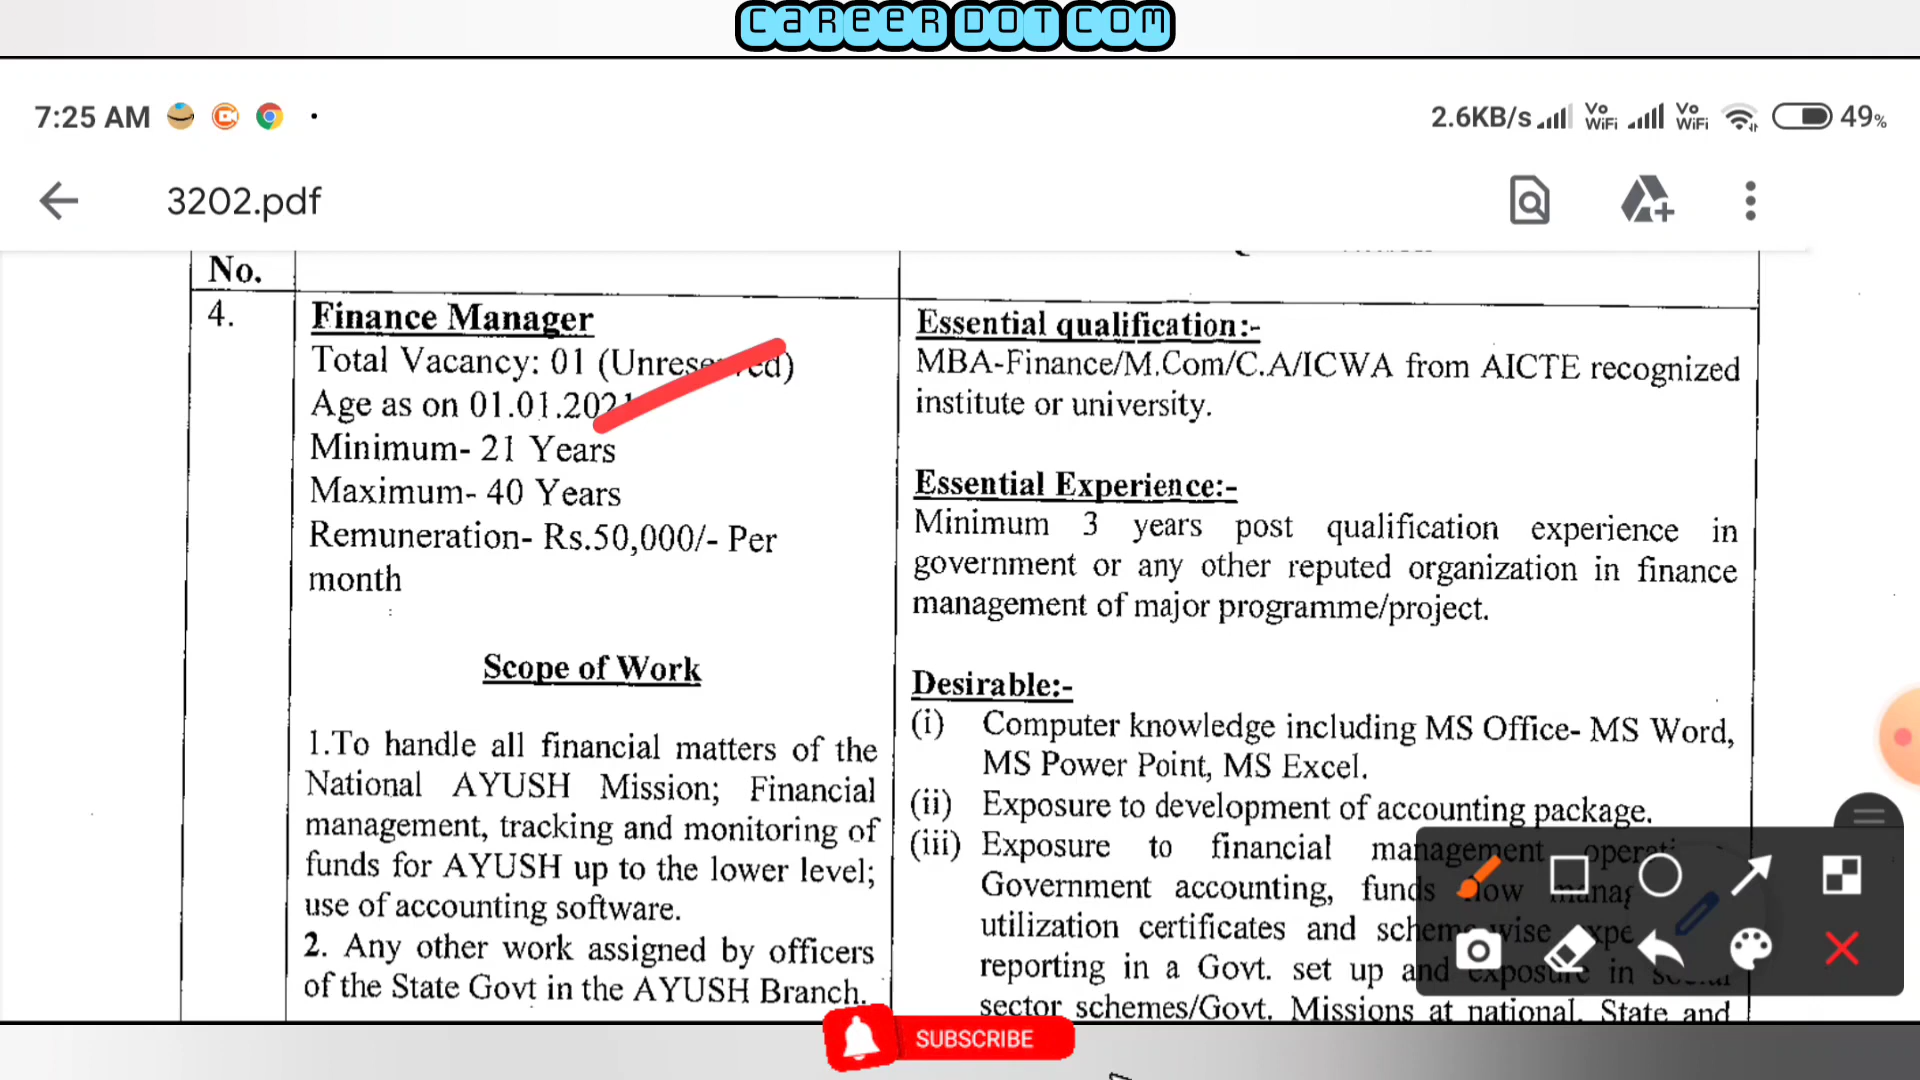 CAREER DOT COM
7:25 AM
2.6KB/s Vo WiFi Vo WiFi 49%
3202.pdf
No.
4.
Finance Manager
Total Vacancy: 01 (Unreserved)
Age as on 01.01.2021
Minimum- 21 Years
Maximum- 40 Years
Remuneration- Rs.50,000/- Per
month
Scope of Work
1.To handle all financial matters of the
National AYUSH Mission; Financial
management, tracking and monitoring of
funds for AYUSH up to the lower level;
use of accounting software.
2. Any other work assigned by officers
of the State Govt in the AYUSH Branch.
Essential qualification:-
MBA-Finance/M.Com/C.A/ICWA from AICTE recognized
institute or university.
Essential Experience:-
Minimum 3 years post qualification experience in
government or any other reputed organization in finance
management of major programme/project.
Desirable:-
(i) Computer knowledge including MS Office- MS Word,
MS Power Point, MS Excel.
(ii) Exposure to development of accounting package.
(iii) Exposure to financial management
Government accounting, funds flow
utilization certificates and scheme wise
reporting in a Govt. set up and exposure in
sector schemes/Govt. Missions at national, State and
SUBSCRIBE